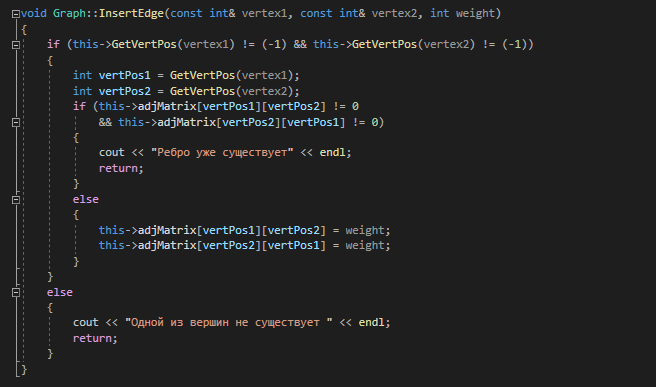 void Graph::InsertEdge(const int& vertex1, const int& vertex2, int weight)
{
    if (this->GetVertPos(vertex1) != (-1) && this->GetVertPos(vertex2) != (-1))
    {
        int vertPos1 = GetVertPos(vertex1);
        int vertPos2 = GetVertPos(vertex2);
        if (this->adjMatrix[vertPos1][vertPos2] != 0
            && this->adjMatrix[vertPos2][vertPos1] != 0)
        {
            cout << "Ребро уже существует" << endl;
            return;
        }
        else
        {
            this->adjMatrix[vertPos1][vertPos2] = weight;
            this->adjMatrix[vertPos2][vertPos1] = weight;
        }
    }
    else
    {
        cout << "Одной из вершин не существует " << endl;
        return;
    }
}